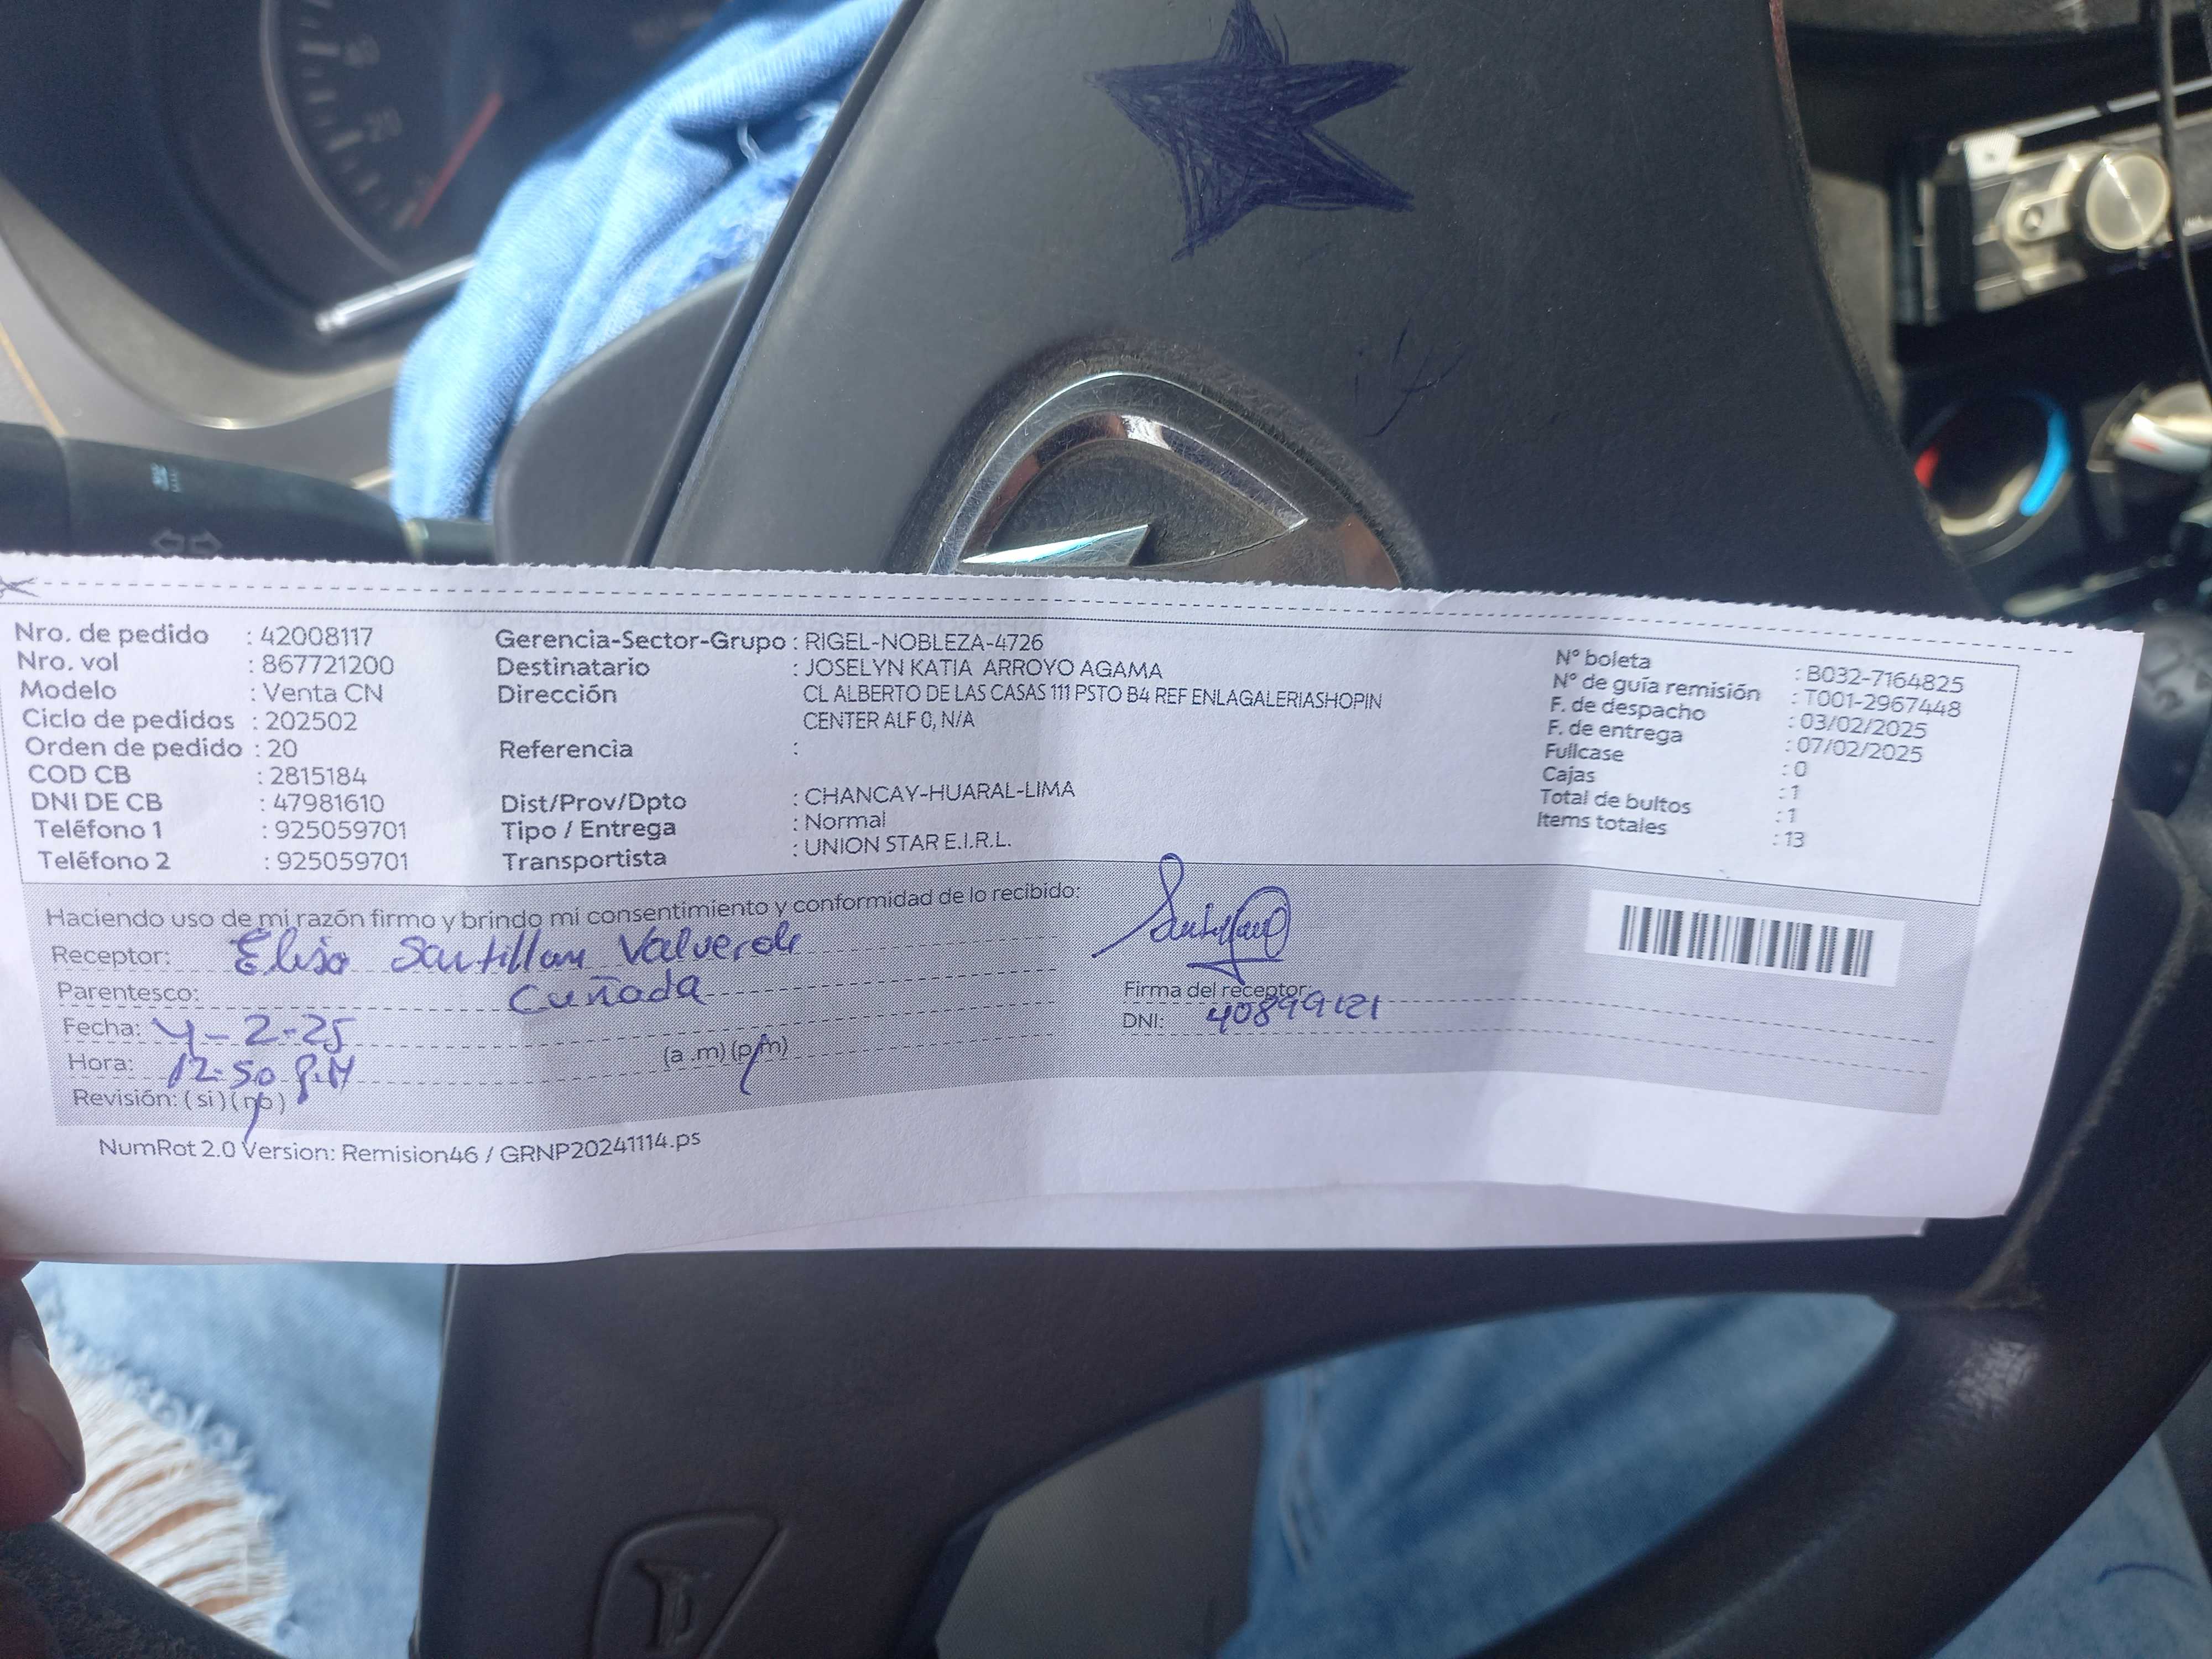 Nro. de pedido : 42008117
Nro. vol : 867721200
Modelo : Venta CN
Ciclo de pedidos : 202502
Orden de pedido : 20
COD CB : 2815184
DNI DE CB : 47981610
Teléfono 1 : 925059701
Teléfono 2 : 925059701
Gerencia-Sector-Grupo : RIGEL-NOBLEZA-4726
Destinatario : JOSELYN KATIA ARROYO AGAMA
Dirección CL ALBERTO DE LAS CASAS 111 PSTO B4 REF ENLAGALERIASHOPIN
CENTER ALF 0, N/A
Referencia :
Dist/Prov/Dpto : CHANCAY-HUARAL-LIMA
Tipo / Entrega : Normal
Transportista : UNION STAR E.I.R.L.
N° boleta : B032-7164825
N° de guía remisión : T001-2967448
F. de despacho : 03/02/2025
F. de entrega : 07/02/2025
Fullcase : 0
Cajas : 1
Total de bultos : 1
Items totales : 13
Haciendo uso de mi razón firmo y brindo mi consentimiento y conformidad de lo recibido:
Receptor: Elisa Santillan Valverde
Parentesco: Cuñada
Fecha: 4-2-25
Hora: 12:50 P.M (a .m) (p.m)
Revisión: (si) (no)
Firma del receptor:
DNI: 40899121
NumRot 2.0 Version: Remision46 / GRNP20241114.ps